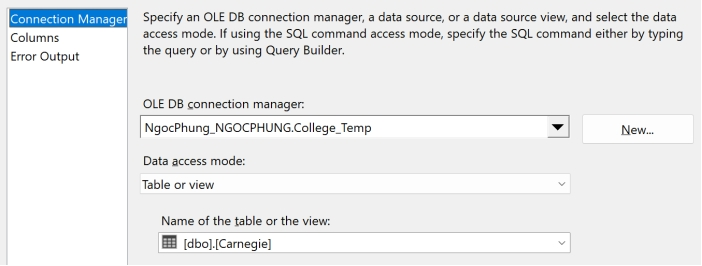 Connection Manager
Columns
Error Output
Specify an OLE DB connection manager, a data source, or a data source view, and select the data
access mode. If using the SQL command access mode, specify the SQL command either by typing
the query or by using Query Builder.
OLE DB connection manager:
NgocPhung_NGOCPHUNG.College_Temp
New...
Data access mode:
Table or view
Name of the table or the view:
[dbo].[Carnegie]